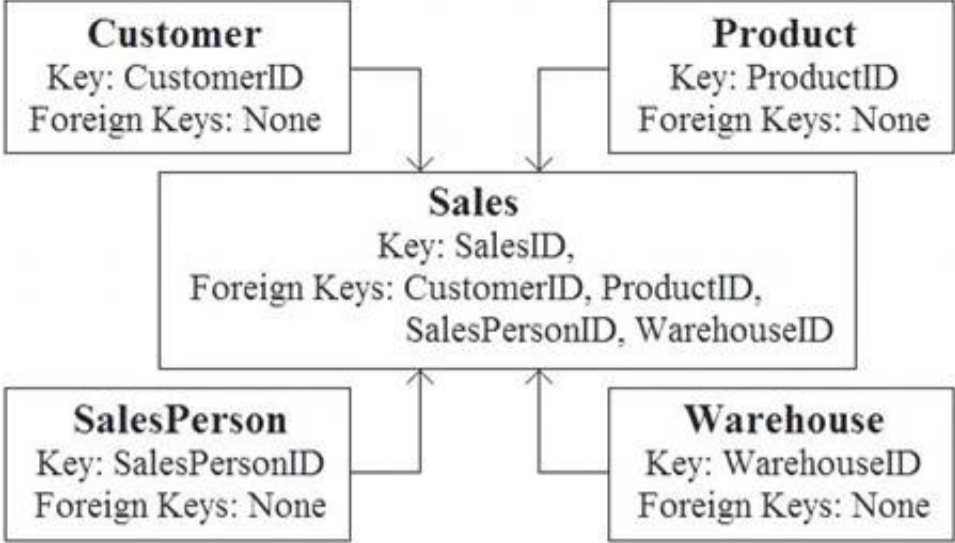 Customer
Key: CustomerID
Foreign Keys: None
Product
Key: ProductID
Foreign Keys: None
Sales
Key: SalesID,
Foreign Keys: CustomerID, ProductID,
SalesPersonID, WarehouseID
SalesPerson
Key: SalesPersonID
Foreign Keys: None
Warehouse
Key: WarehouseID
Foreign Keys: None